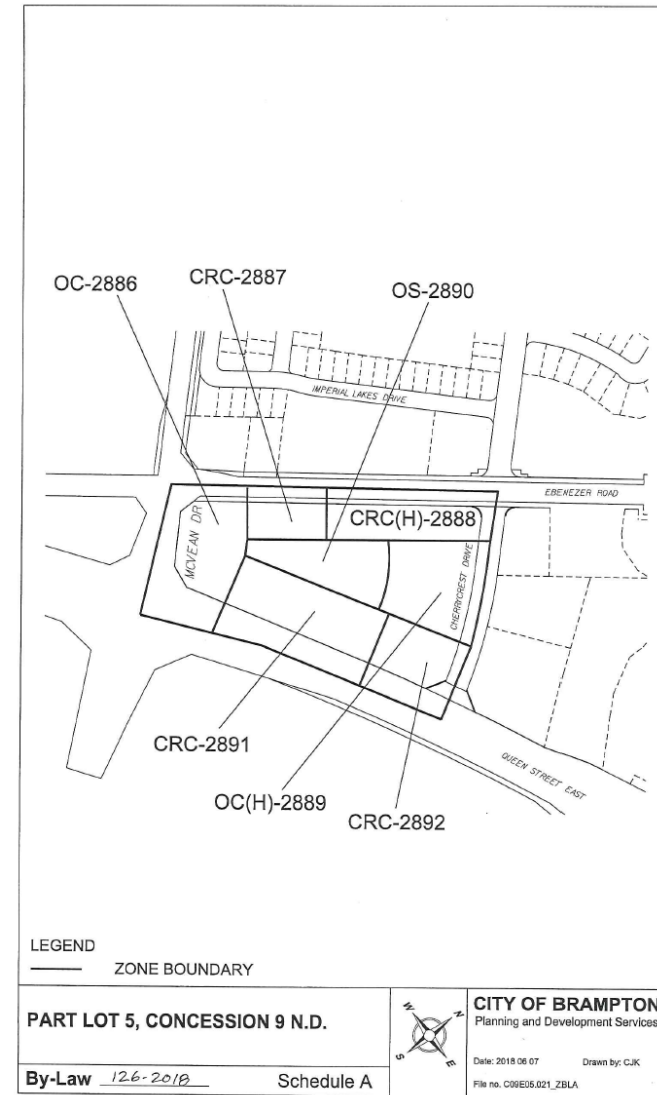 OC-2886
CRC-2887
OS-2890
IMPERIAL LAKES DRIVE
EBENEZER ROAD
MCVEAN DR
CRC(H)-2888
CHERRYCREST DRIVE
CRC-2891
OC(H)-2889
CRC-2892
QUEEN STREET EAST
LEGEND
ZONE BOUNDARY
PART LOT 5, CONCESSION 9 N.D.
By-Law 126-2018 Schedule A
W N
S E
CITY OF BRAMPTON
Planning and Development Services
Date: 2018 06 07 Drawn by: CJK
File no. C09E05.021_ZBLA